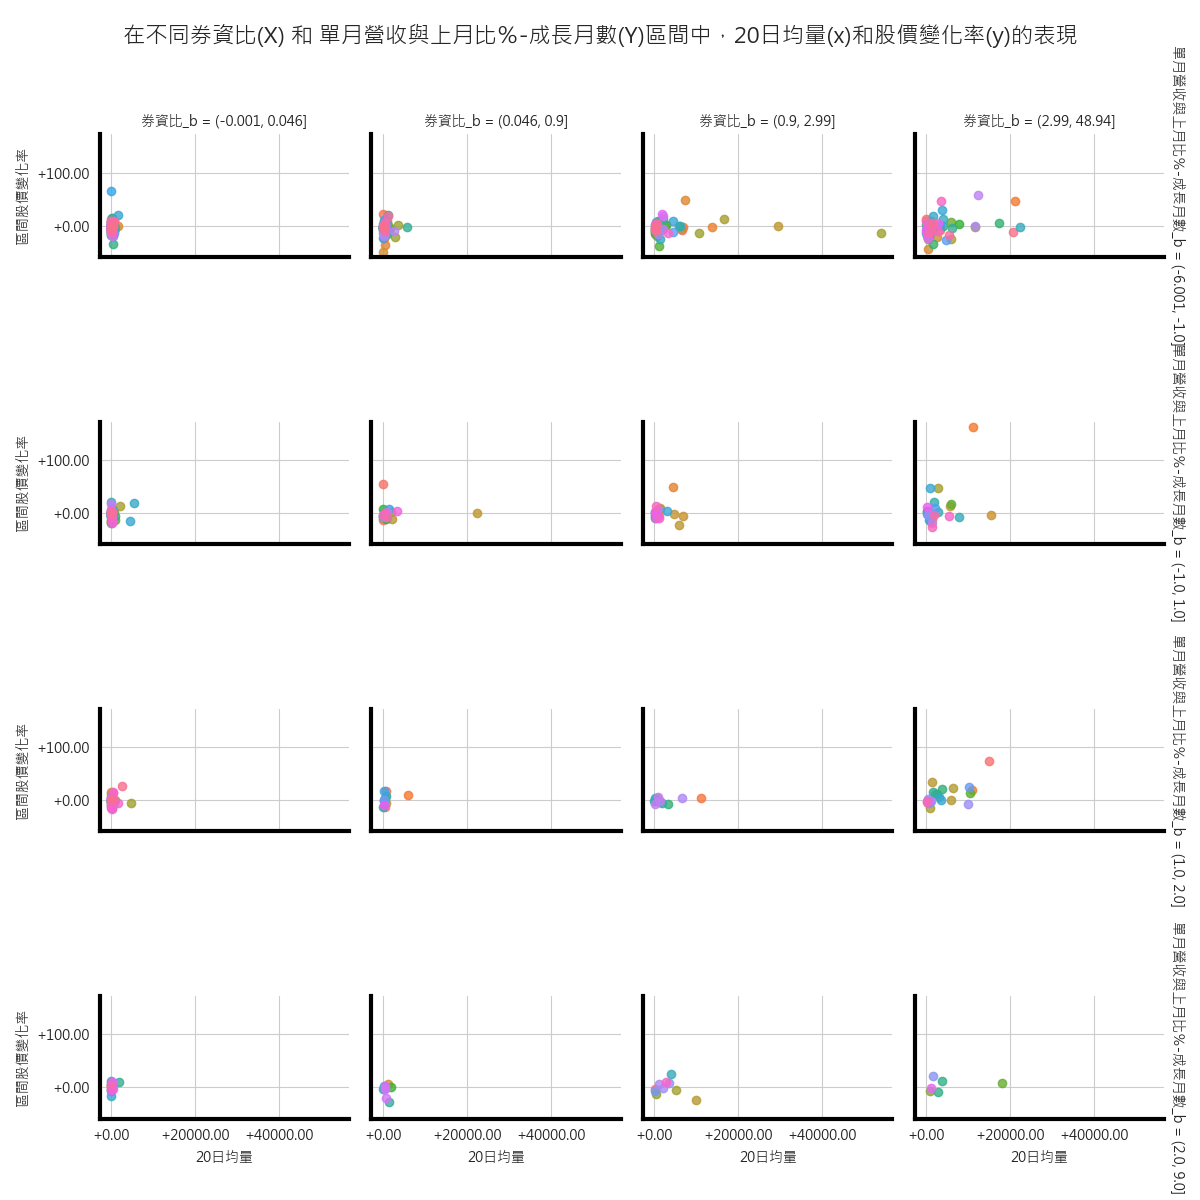 在不同券資比(X) 和 單月營收與上月比%-成長月數(Y)區間中，20日均量(x)和股價變化率(y)的表現
券資比_b = (-0.001, 0.046]
券資比_b = (0.046, 0.9]
券資比_b = (0.9, 2.99]
券資比_b = (2.99, 48.94]
單月營收與上月比%-成長月數_b = (-6.001, -1.0]
區間股價變化率
+100.00
+0.00
單月營收與上月比%-成長月數_b = (-1.0, 1.0]
區間股價變化率
+100.00
+0.00
單月營收與上月比%-成長月數_b = (1.0, 2.0]
區間股價變化率
+100.00
+0.00
單月營收與上月比%-成長月數_b = (2.0, 9.0]
區間股價變化率
+100.00
+0.00
+0.00 +20000.00 +40000.00
+0.00 +20000.00 +40000.00
+0.00 +20000.00 +40000.00
+0.00 +20000.00 +40000.00
20日均量
20日均量
20日均量
20日均量